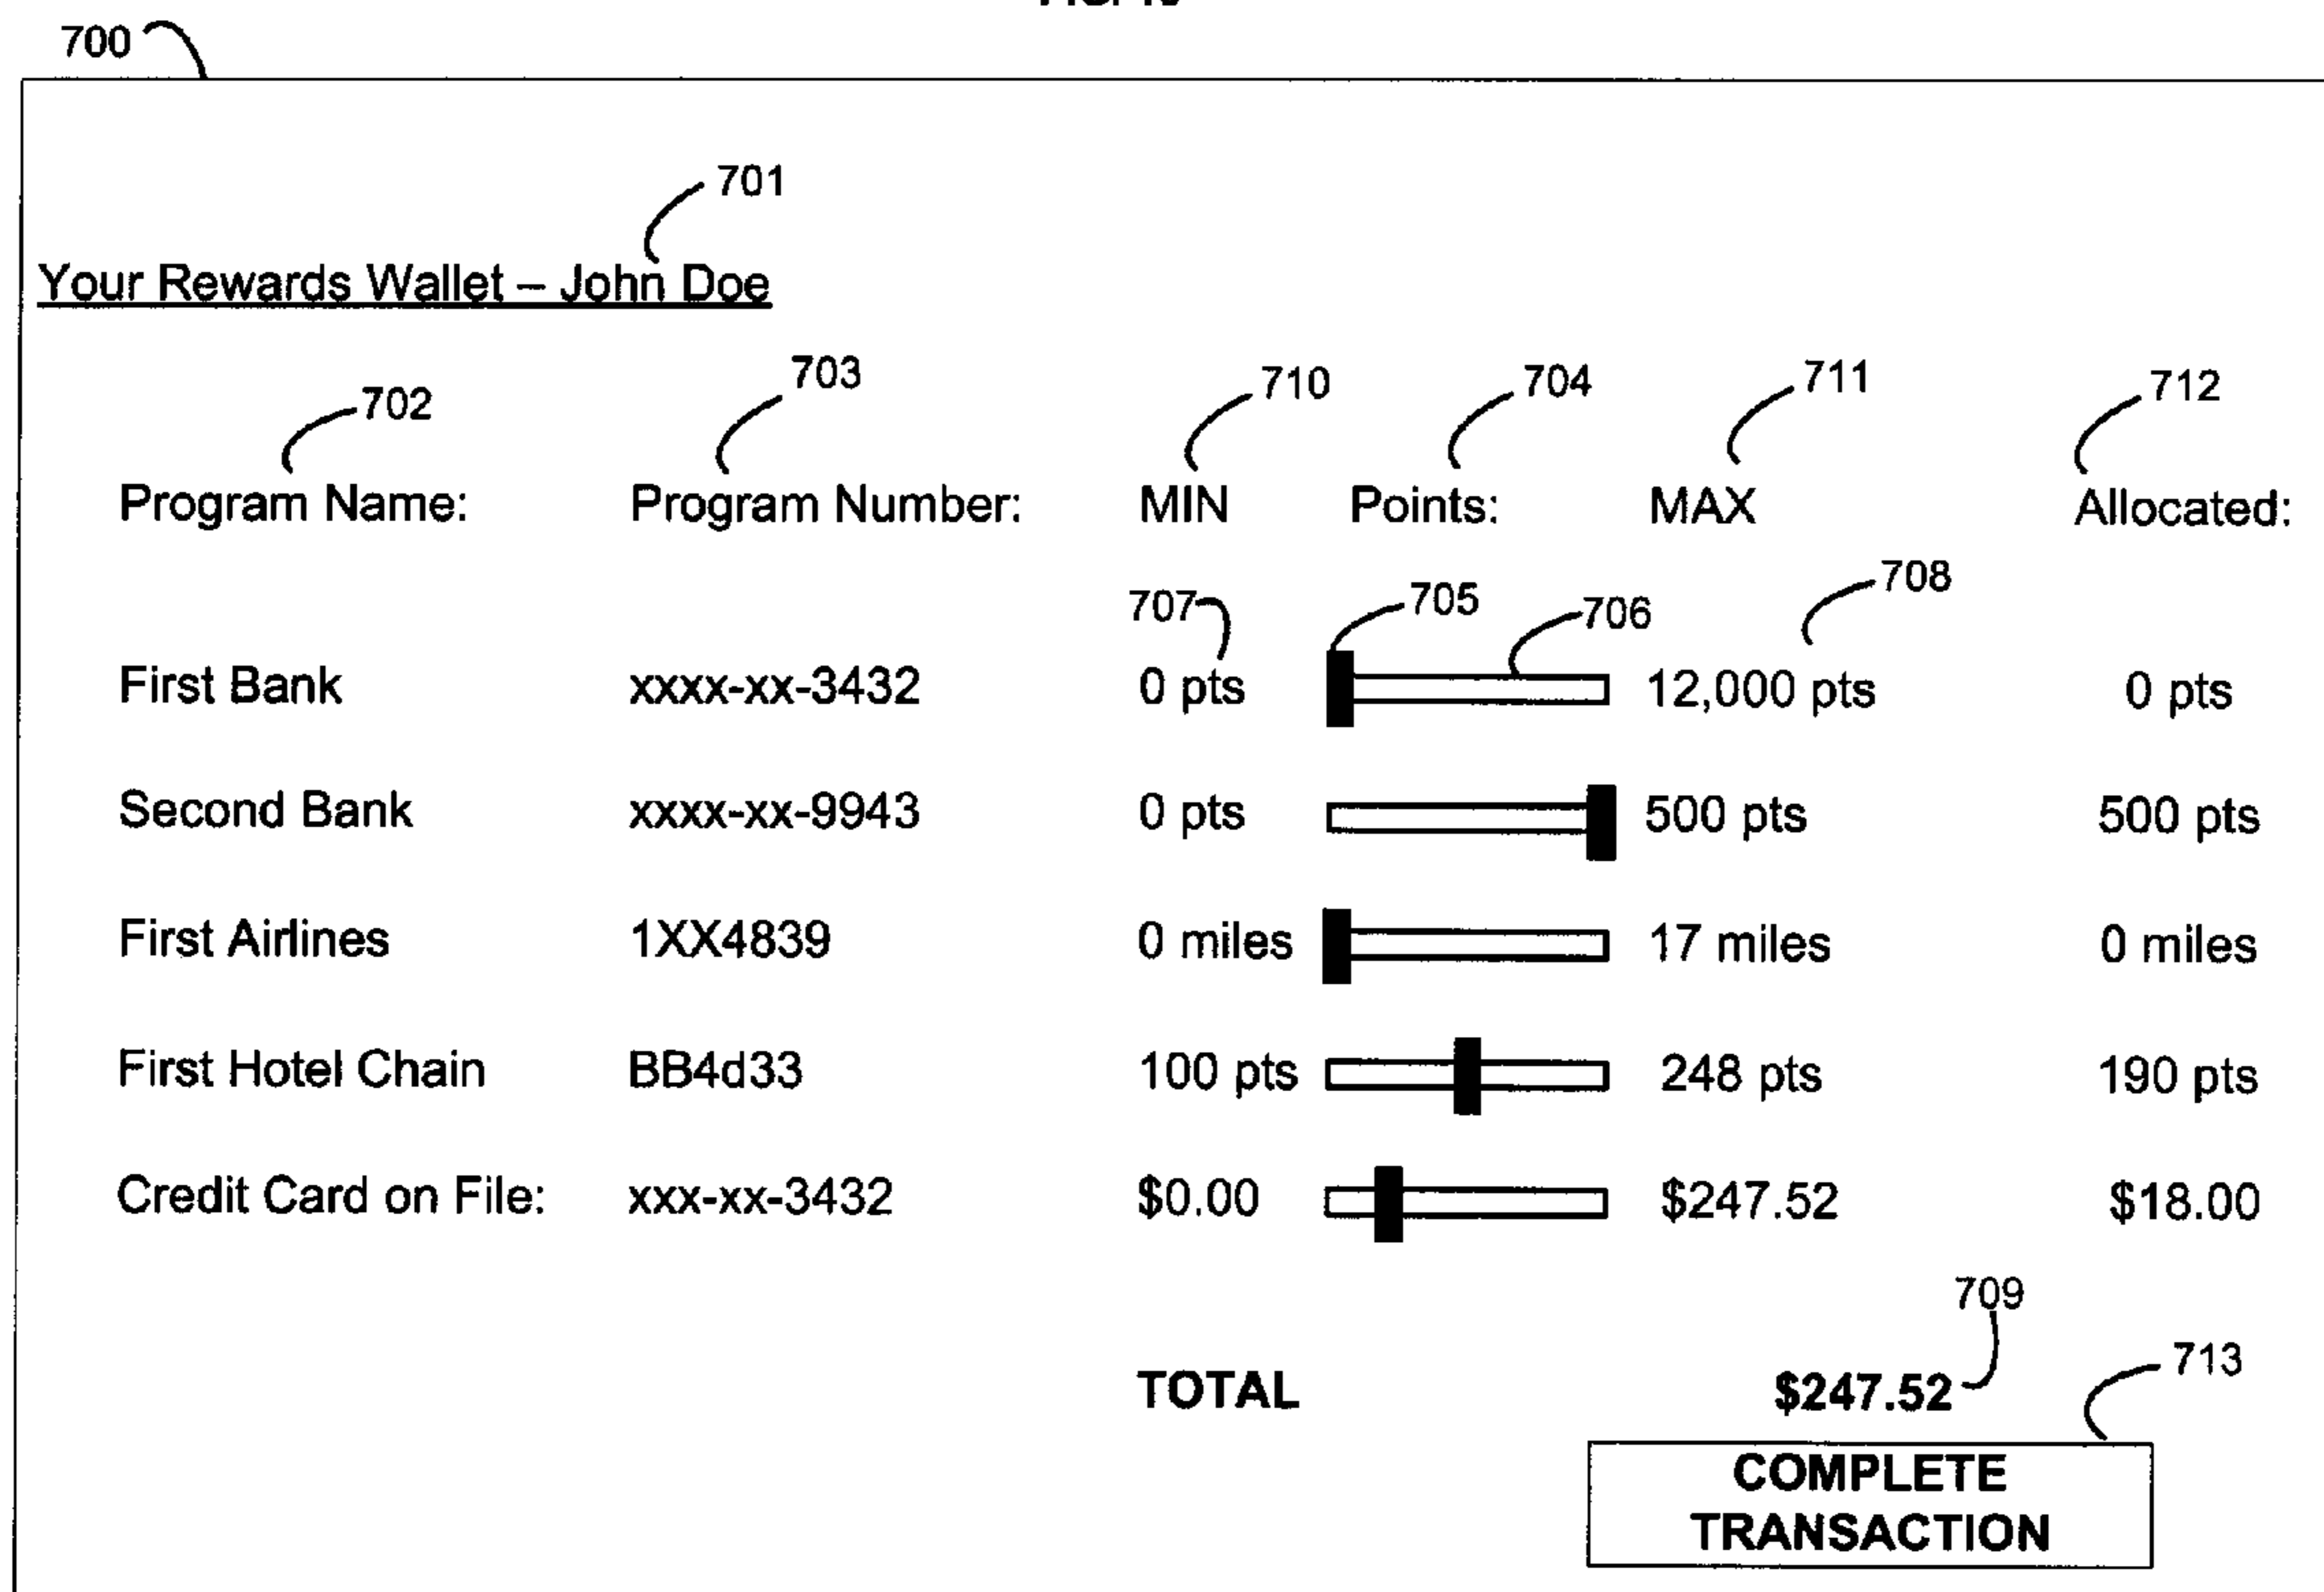 700
701
Your Rewards Wallet – John Doe
702 703 710 704 711 712
Program Name: Program Number: MIN Points: MAX Allocated:
707 705 706 708
First Bank xxxx-xx-3432 0 pts 12,000 pts 0 pts
Second Bank xxxx-xx-9943 0 pts 500 pts 500 pts
First Airlines 1XX4839 0 miles 17 miles 0 miles
First Hotel Chain BB4d33 100 pts 248 pts 190 pts
Credit Card on File: xxx-xx-3432 $0.00 $247.52 $18.00
709
TOTAL $247.52 713
COMPLETE
TRANSACTION